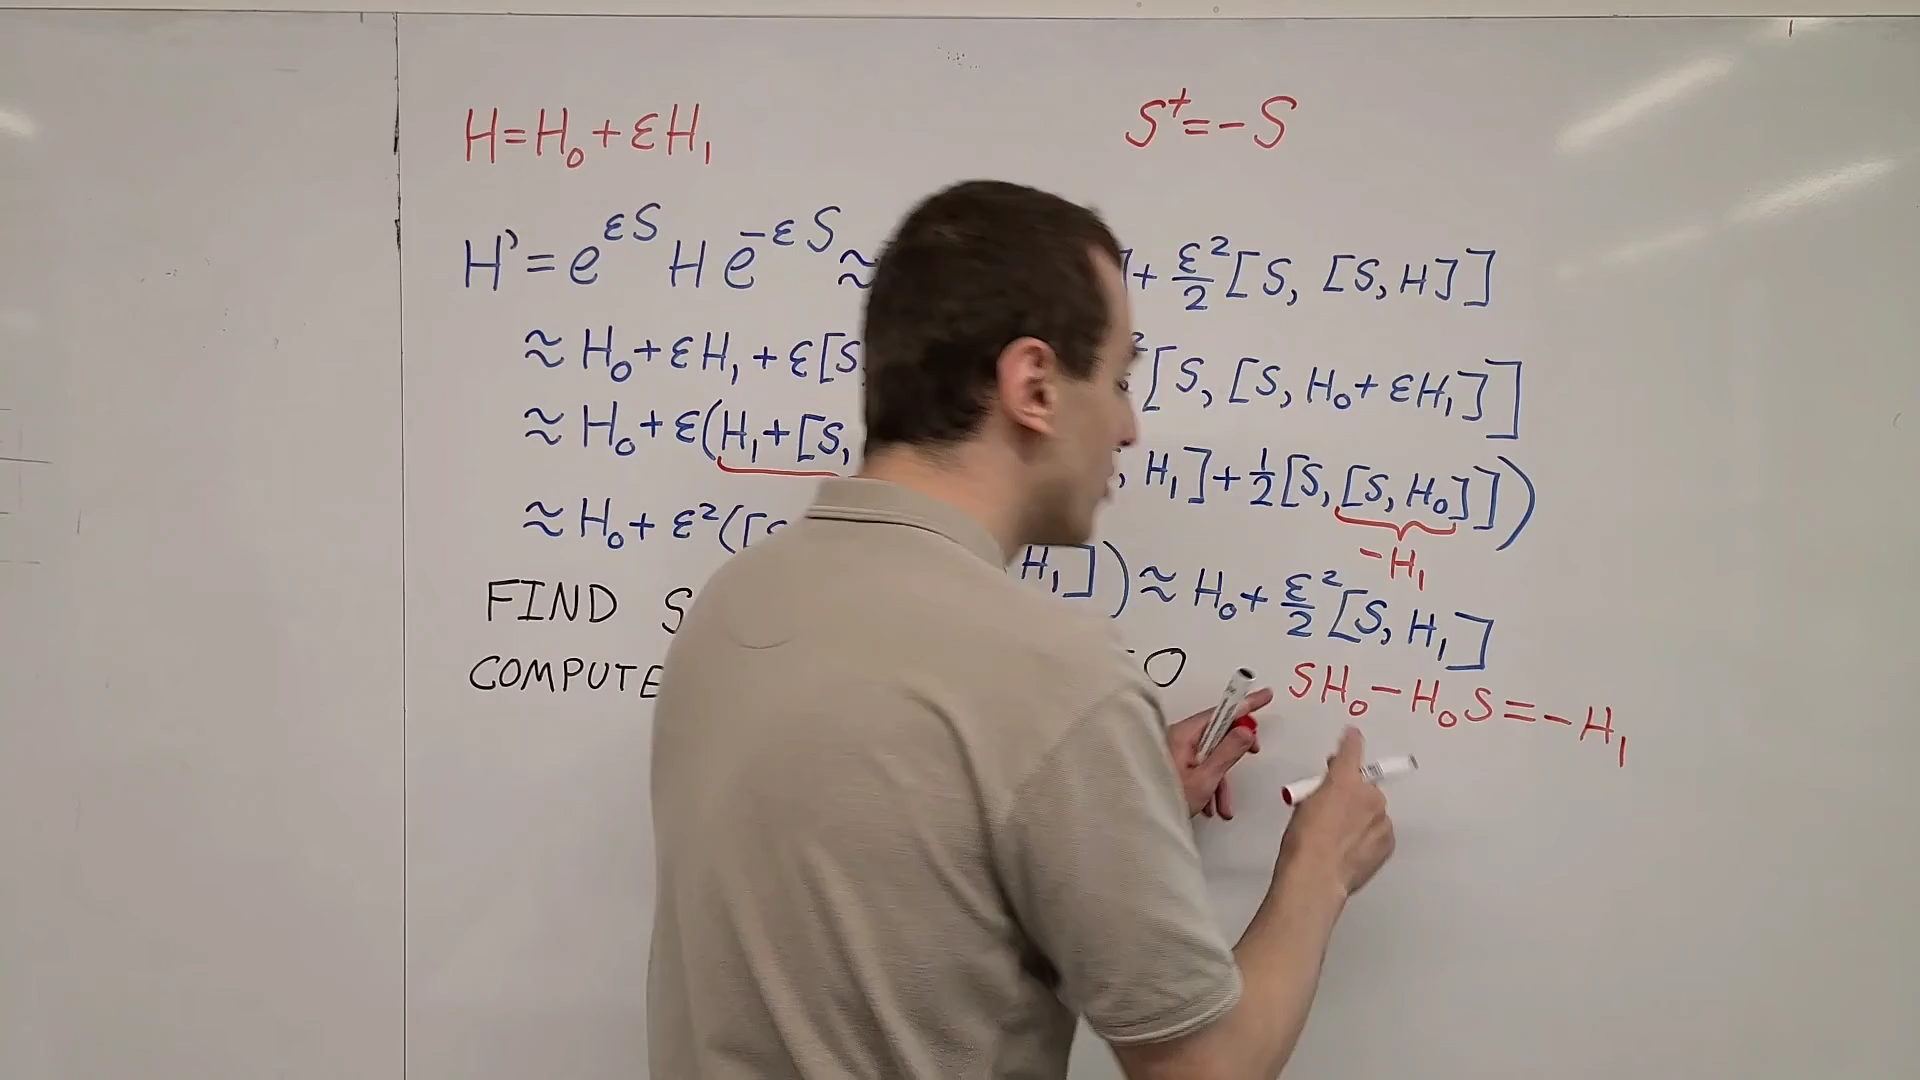 H=H₀+εH₁
S†=-S
H'=e^{εS} H e^{-εS} ≈ ]+ε²/2[S, [S,H]]
≈ H₀+εH₁+ε[S [S, [S, H₀+εH₁]]
≈ H₀+ε(H₁+[S, , H₁]+½[S,[S,H₀]])
-H₁
≈ H₀+ε²([S H₁])≈ H₀+ε²/2[S,H₁]
FIND S
COMPUTE O
SH₀-H₀S=-H₁